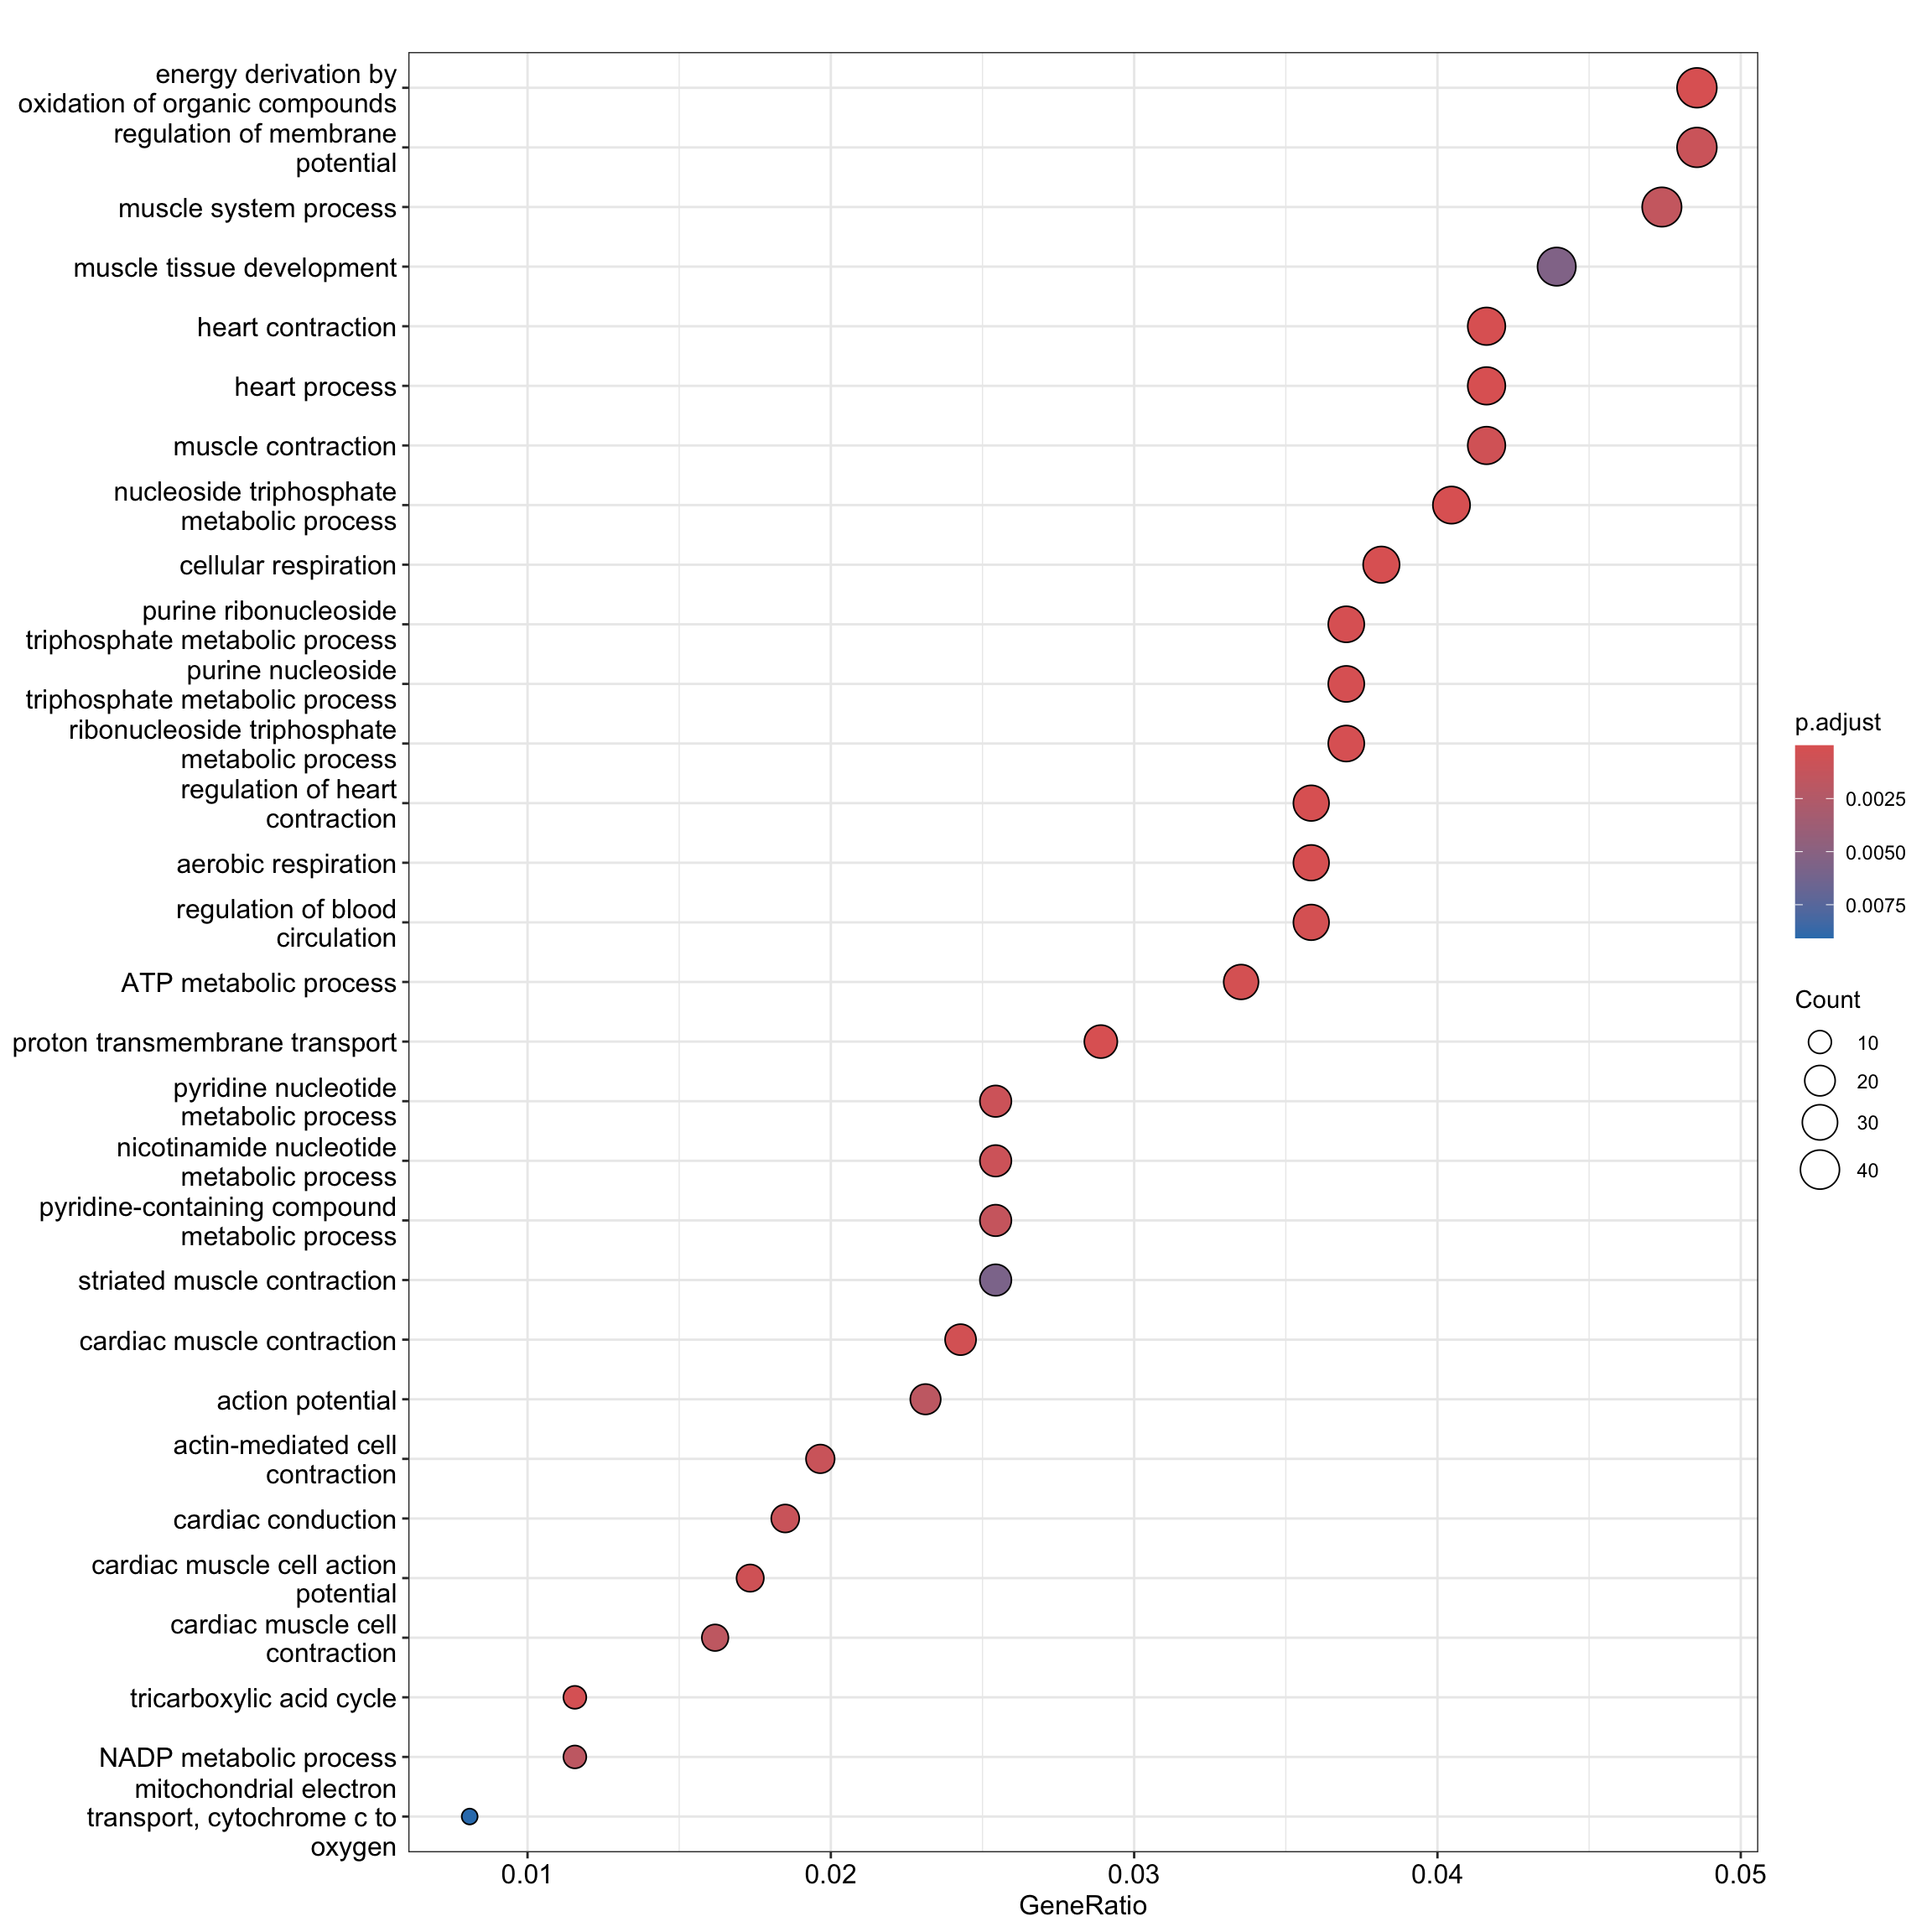 energy derivation by
oxidation of organic compounds
regulation of membrane
potential
muscle system process
muscle tissue development
heart contraction
heart process
muscle contraction
nucleoside triphosphate
metabolic process
cellular respiration
purine ribonucleoside
triphosphate metabolic process
purine nucleoside
triphosphate metabolic process
ribonucleoside triphosphate
metabolic process
regulation of heart
contraction
aerobic respiration
regulation of blood
circulation
ATP metabolic process
proton transmembrane transport
pyridine nucleotide
metabolic process
nicotinamide nucleotide
metabolic process
pyridine-containing compound
metabolic process
striated muscle contraction
cardiac muscle contraction
action potential
actin-mediated cell
contraction
cardiac conduction
cardiac muscle cell action
potential
cardiac muscle cell
contraction
tricarboxylic acid cycle
NADP metabolic process
mitochondrial electron
transport, cytochrome c to
oxygen
0.01 0.02 0.03 0.04 0.05
GeneRatio
p.adjust
0.0025
0.0050
0.0075
Count
10
20
30
40